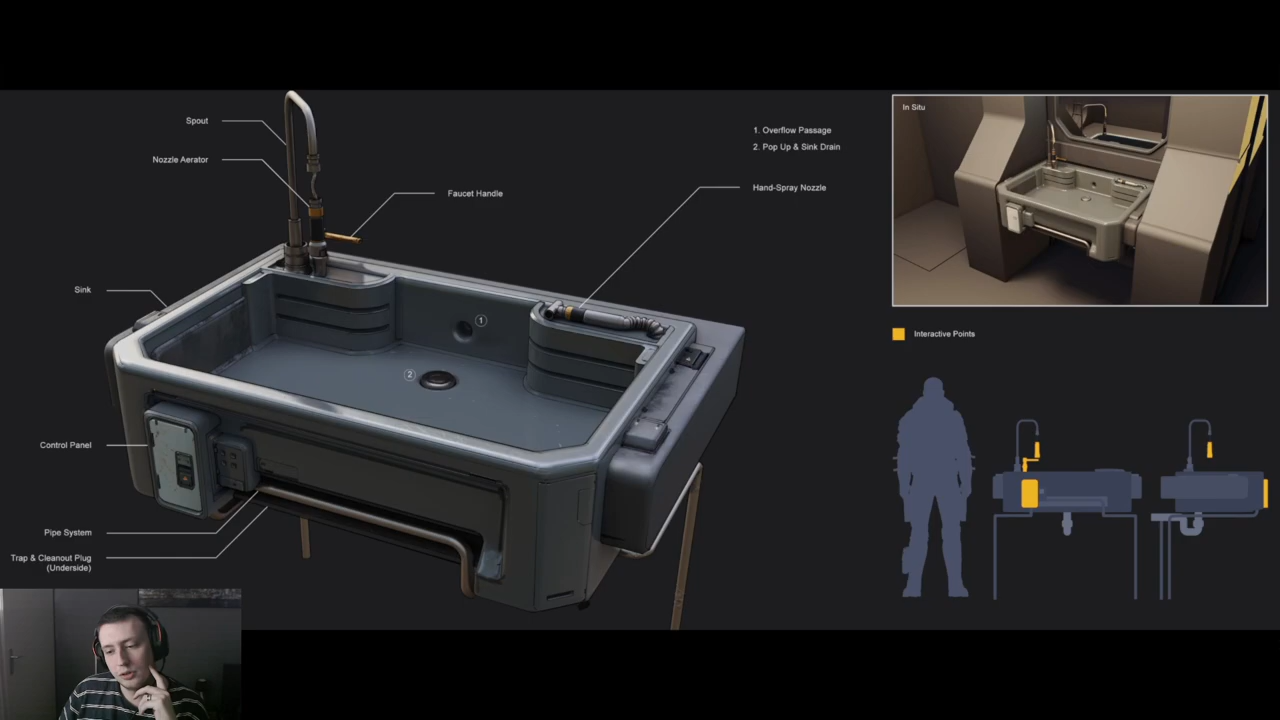 Spout
Nozzle Aerator
Faucet Handle
1. Overflow Passage
2. Pop Up & Sink Drain
Hand-Spray Nozzle
Sink
1
2
Control Panel
Pipe System
Trap & Cleanout Plug
(Underside)
In Situ
Interactive Points